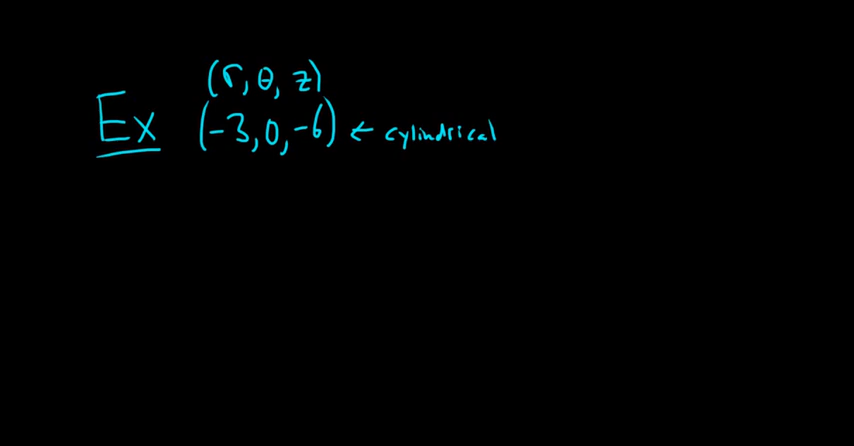 (r, θ, z)
Ex (-3, 0, -6) ← cylindrical